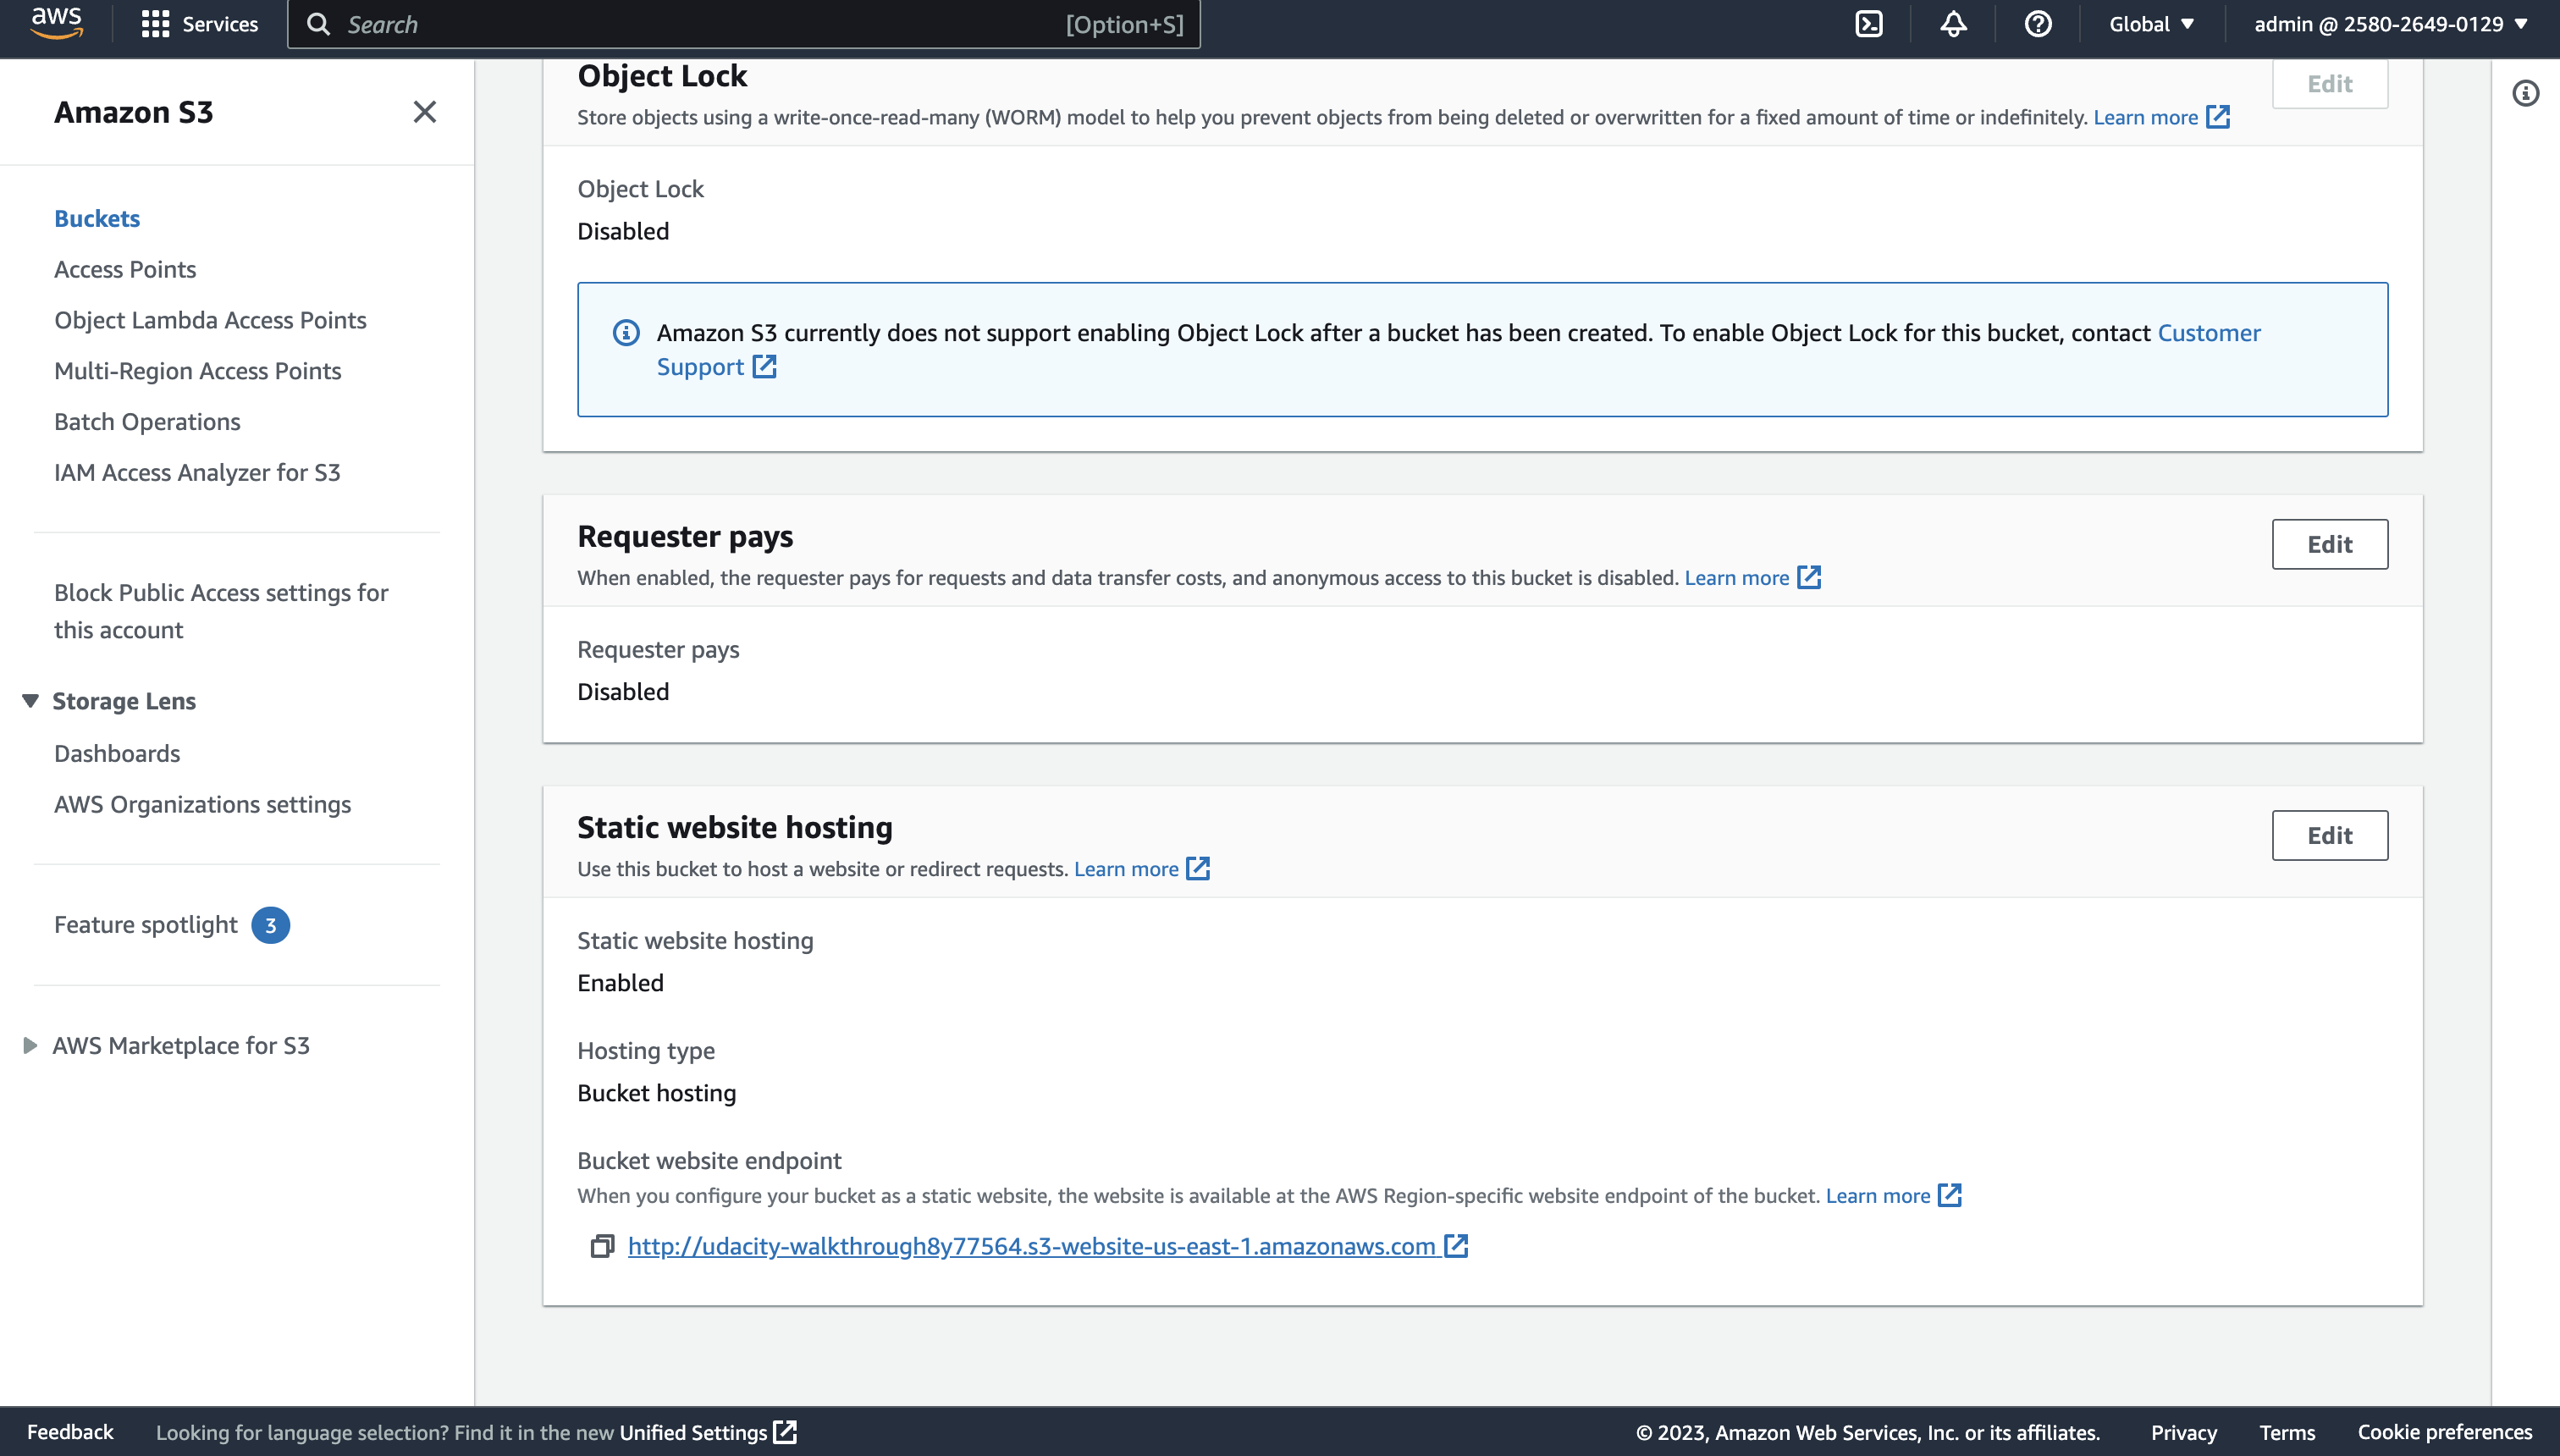 aws
Services
Search
[Option+S]
Global
admin @ 2580-2649-0129
Amazon S3
Buckets
Access Points
Object Lambda Access Points
Multi-Region Access Points
Batch Operations
IAM Access Analyzer for S3
Block Public Access settings for
this account
Storage Lens
Dashboards
AWS Organizations settings
Feature spotlight 3
AWS Marketplace for S3
Object Lock
Edit
Store objects using a write-once-read-many (WORM) model to help you prevent objects from being deleted or overwritten for a fixed amount of time or indefinitely. Learn more
Object Lock
Disabled
Amazon S3 currently does not support enabling Object Lock after a bucket has been created. To enable Object Lock for this bucket, contact Customer
Support
Requester pays
Edit
When enabled, the requester pays for requests and data transfer costs, and anonymous access to this bucket is disabled. Learn more
Requester pays
Disabled
Static website hosting
Edit
Use this bucket to host a website or redirect requests. Learn more
Static website hosting
Enabled
Hosting type
Bucket hosting
Bucket website endpoint
When you configure your bucket as a static website, the website is available at the AWS Region-specific website endpoint of the bucket. Learn more
http://udacity-walkthrough8y77564.s3-website-us-east-1.amazonaws.com
Feedback
Looking for language selection? Find it in the new Unified Settings
© 2023, Amazon Web Services, Inc. or its affiliates.
Privacy
Terms
Cookie preferences